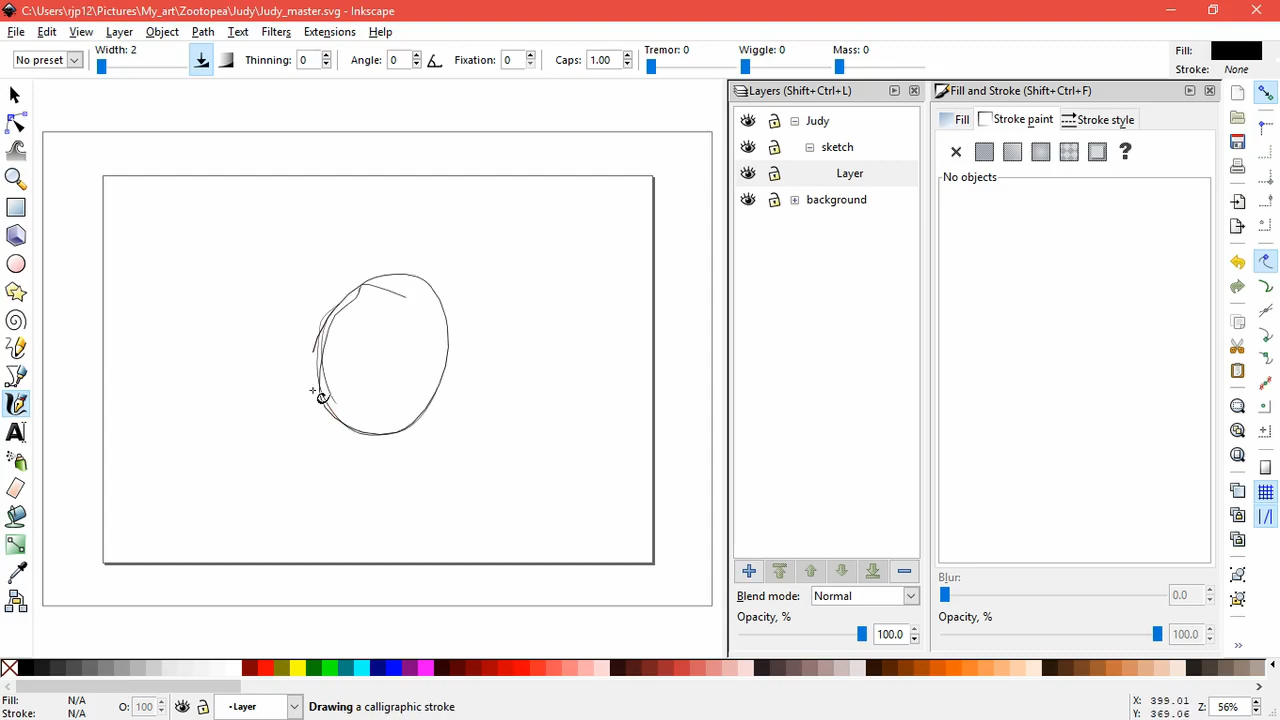 C:\Users\rjp12\Pictures\My_art\Zootopea\Judy\Judy_master.svg - Inkscape
File Edit View Layer Object Path Text Filters Extensions Help
No preset Width: 2 Thinning: 0 Angle: 0 Fixation: 0 Caps: 1.00 Tremor: 0 Wiggle: 0 Mass: 0 Fill:
Stroke: None
Layers (Shift+Ctrl+L)
Judy
sketch
Layer
background
Blend mode: Normal
Opacity, %
100.0
Fill and Stroke (Shift+Ctrl+F)
Fill Stroke paint Stroke style
?
No objects
Blur:
0.0
Opacity, %
100.0
Fill: N/A O: 100 •Layer Drawing a calligraphic stroke X: 399.01 Z: 56%
Stroke: N/A Y: 369.06